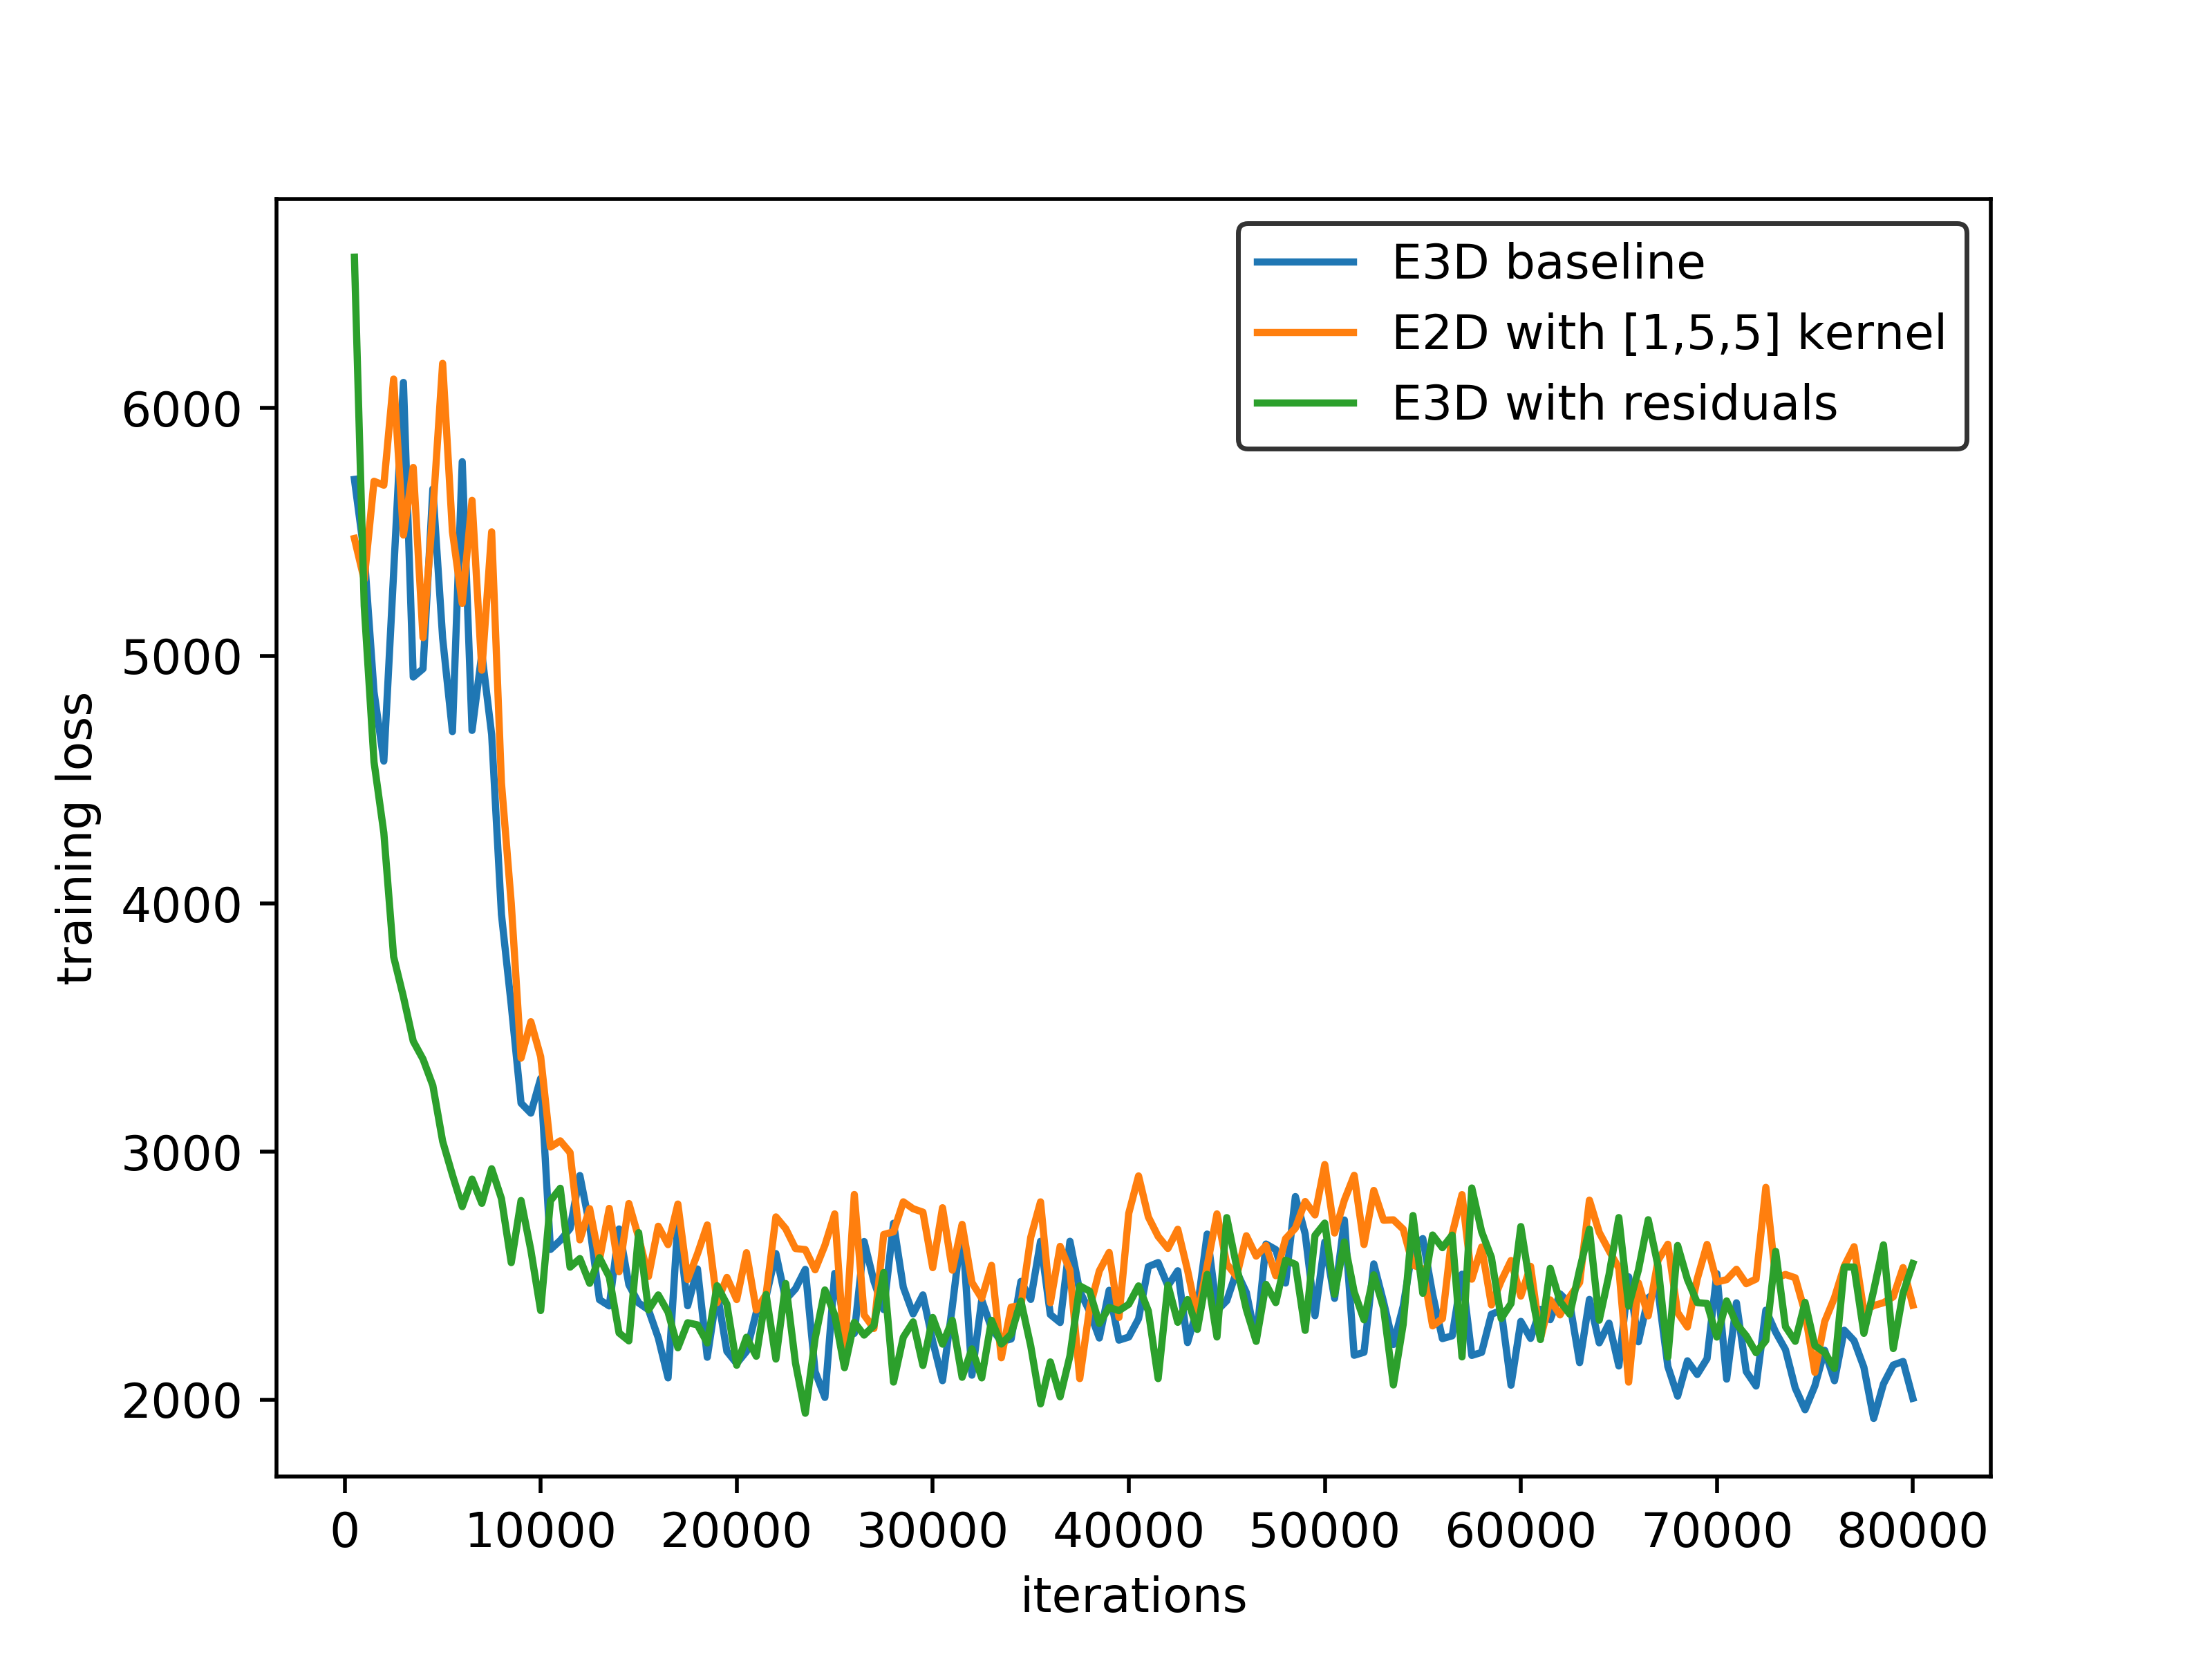 E3D baseline
E2D with [1,5,5] kernel
E3D with residuals
6000
5000
4000
3000
2000
training loss
0 10000 20000 30000 40000 50000 60000 70000 80000
iterations